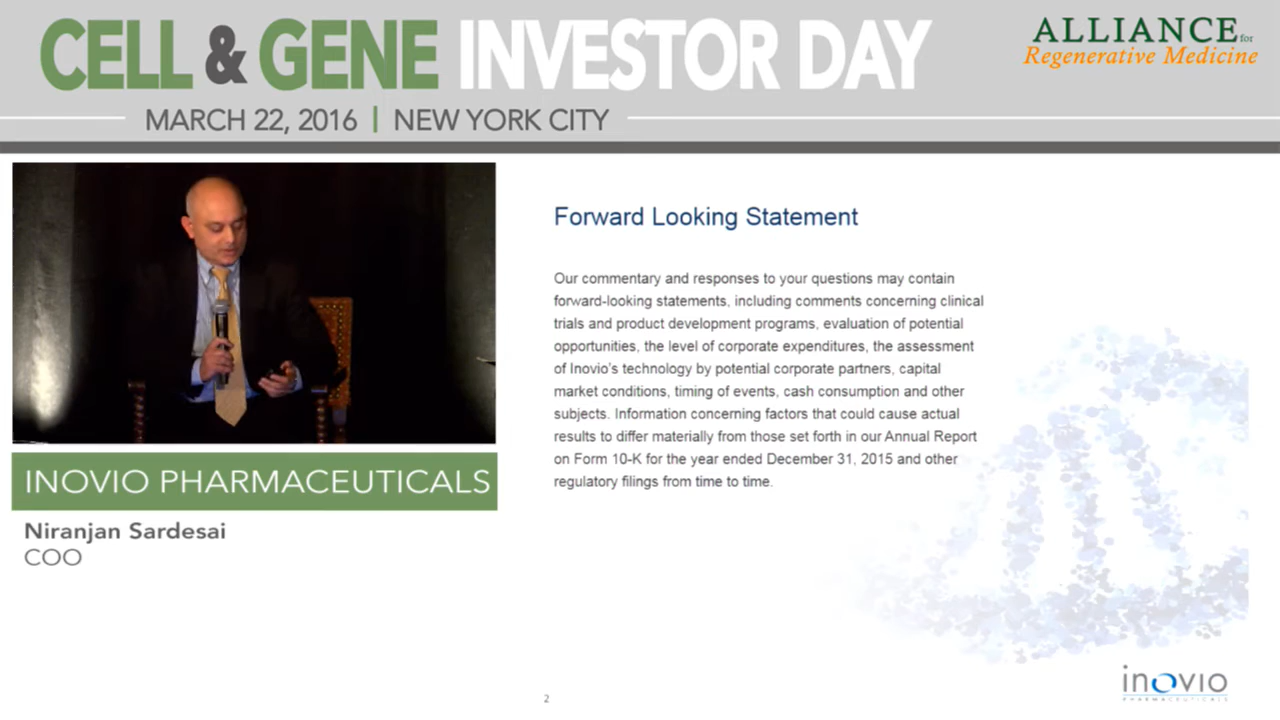 CELL & GENE INVESTOR DAY
MARCH 22, 2016 | NEW YORK CITY
ALLIANCE for
Regenerative Medicine
INOVIO PHARMACEUTICALS
Niranjan Sardesai
COO
Forward Looking Statement
Our commentary and responses to your questions may contain
forward-looking statements, including comments concerning clinical
trials and product development programs, evaluation of potential
opportunities, the level of corporate expenditures, the assessment
of Inovio's technology by potential corporate partners, capital
market conditions, timing of events, cash consumption and other
subjects. Information concerning factors that could cause actual
results to differ materially from those set forth in our Annual Report
on Form 10-K for the year ended December 31, 2015 and other
regulatory filings from time to time.
2
inovio
PHARMACEUTICALS